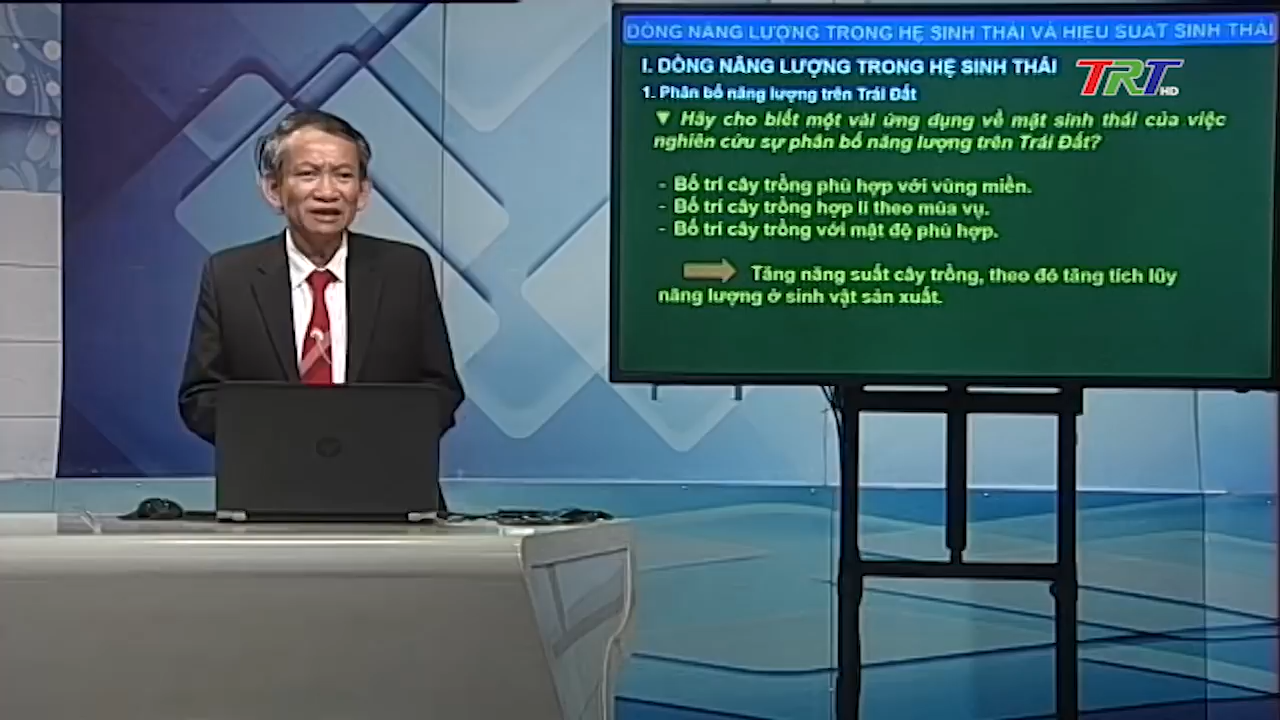 DÒNG NĂNG LƯỢNG TRONG HỆ SINH THÁI VÀ HIỆU SUẤT SINH THÁI
I. DÒNG NĂNG LƯỢNG TRONG HỆ SINH THÁI
TRT HD
1. Phân bố năng lượng trên Trái Đất
▼ Hãy cho biết một vài ứng dụng về mặt sinh thái của việc
nghiên cứu sự phân bố năng lượng trên Trái Đất?
- Bố trí cây trồng phù hợp với vùng miền.
- Bố trí cây trồng hợp lí theo mùa vụ.
- Bố trí cây trồng với mật độ phù hợp.
Tăng năng suất cây trồng, theo đó tăng tích lũy
năng lượng ở sinh vật sản xuất.